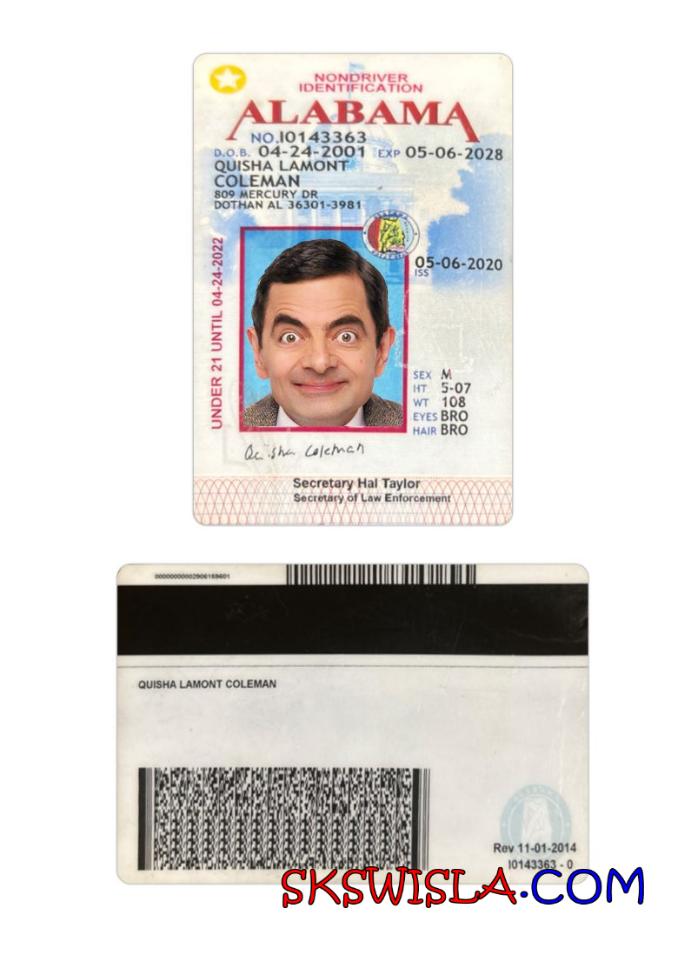 NONDRIVER
IDENTIFICATION
ALABAMA
NO. I0143363
D.O.B. 04-24-2001 EXP 05-06-2028
QUISHA LAMONT
COLEMAN
809 MERCURY DR
DOTHAN AL 36301-3981
05-06-2020
ISS
UNDER 21 UNTIL 04-24-2022
SEX M
HT 5-07
WT 108
EYES BRO
HAIR BRO
Quisha Coleman
Secretary Hal Taylor
Secretary of Law Enforcement
QUISHA LAMONT COLEMAN
Rev 11-01-2014
I0143363 - 0
SKSWISLA.COM